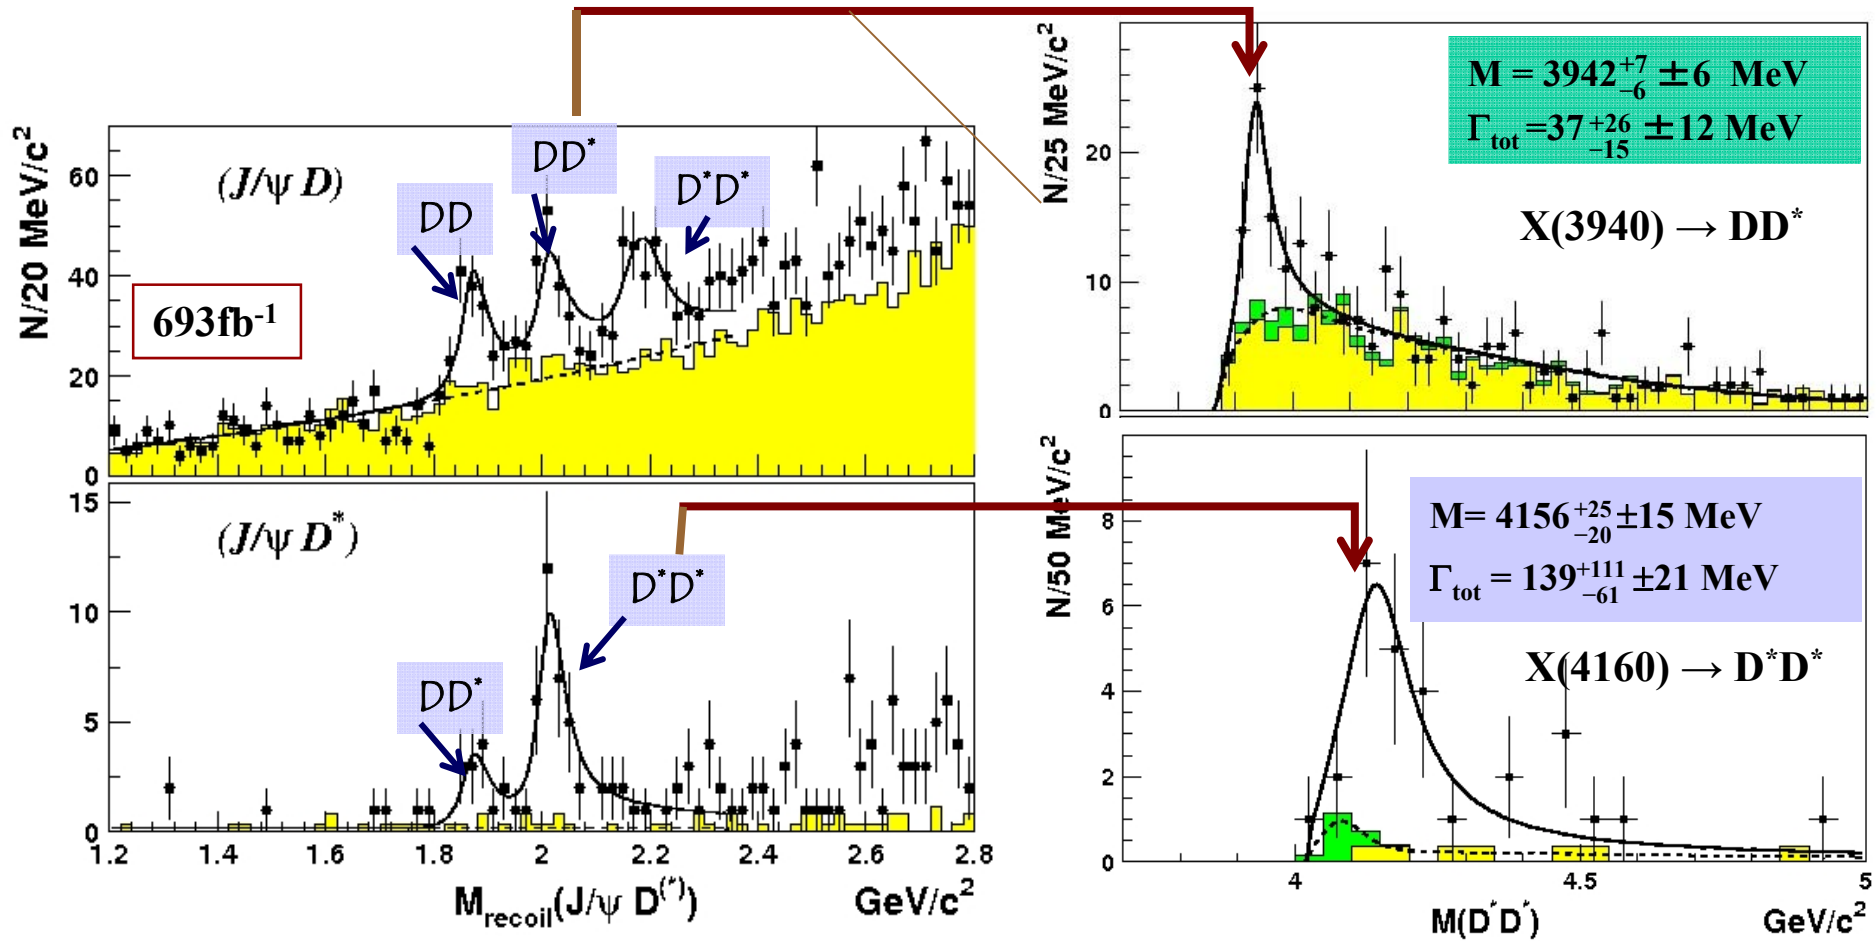 N/20 MeV/c²
60
40
20
0
(J/ψ D)
DD
DD*
D*D*
693fb⁻¹
15
10
5
0
(J/ψ D*)
DD*
D*D*
1.2 1.4 1.6 1.8 2 2.2 2.4 2.6 2.8
M_recoil(J/ψ D^(*)) GeV/c²
N/25 MeV/c²
20
10
0
M = 3942 +7 −6 ±6 MeV
Γ_tot =37 +26 −15 ±12 MeV
X(3940) → DD*
N/50 MeV/c²
8
6
4
2
0
M= 4156 +25 −20 ±15 MeV
Γ_tot = 139 +111 −61 ±21 MeV
X(4160) → D*D*
4 4.5 5
M(D*D*) GeV/c²